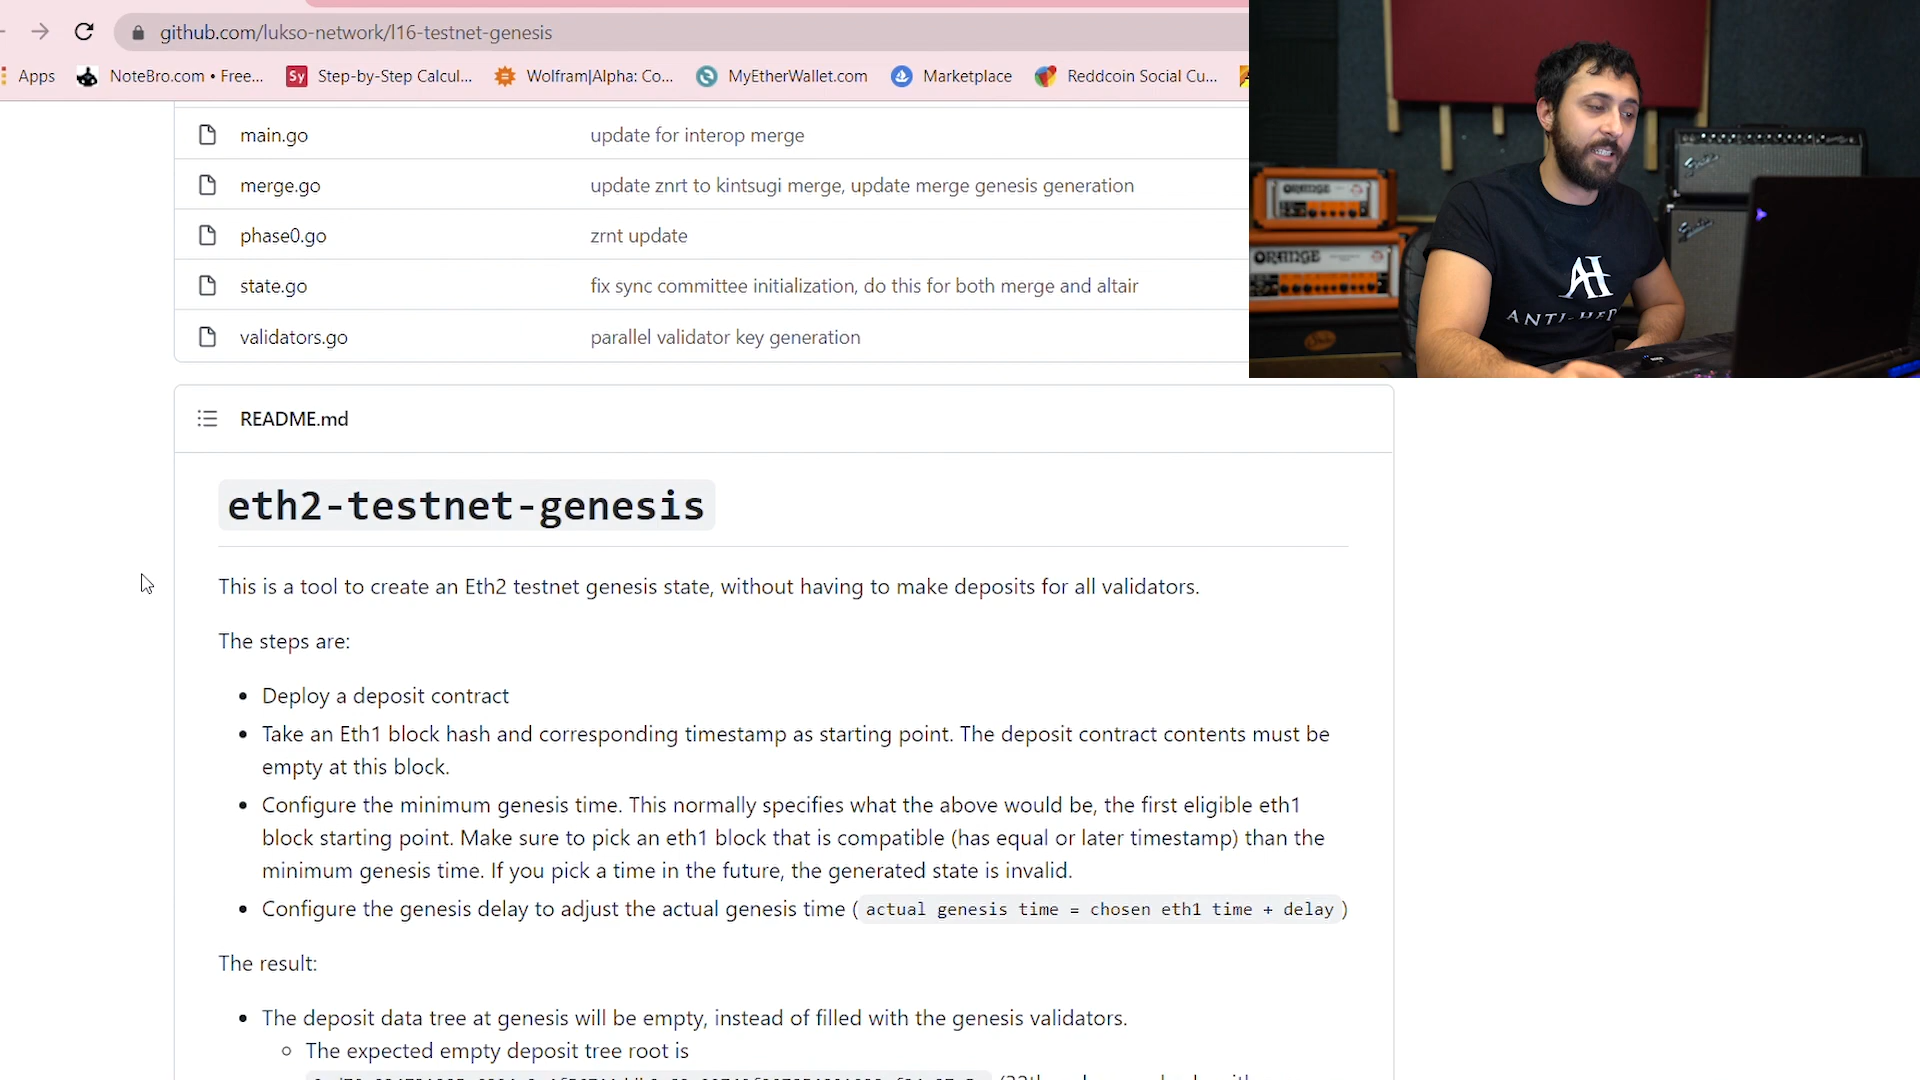 github.com/lukso-network/l16-testnet-genesis
Apps NoteBro.com • Free... Sy Step-by-Step Calcul... Wolfram|Alpha: Co... MyEtherWallet.com Marketplace Reddcoin Social Cu...
main.go update for interop merge
merge.go update znrt to kintsugi merge, update merge genesis generation
phase0.go zrnt update
state.go fix sync committee initialization, do this for both merge and altair
validators.go parallel validator key generation
ORANGE
ORANGE
Fender
AH
README.md
eth2-testnet-genesis
This is a tool to create an Eth2 testnet genesis state, without having to make deposits for all validators.
The steps are:
• Deploy a deposit contract
• Take an Eth1 block hash and corresponding timestamp as starting point. The deposit contract contents must be
empty at this block.
• Configure the minimum genesis time. This normally specifies what the above would be, the first eligible eth1
block starting point. Make sure to pick an eth1 block that is compatible (has equal or later timestamp) than the
minimum genesis time. If you pick a time in the future, the generated state is invalid.
• Configure the genesis delay to adjust the actual genesis time ( actual genesis time = chosen eth1 time + delay )
The result:
• The deposit data tree at genesis will be empty, instead of filled with the genesis validators.
○ The expected empty deposit tree root is